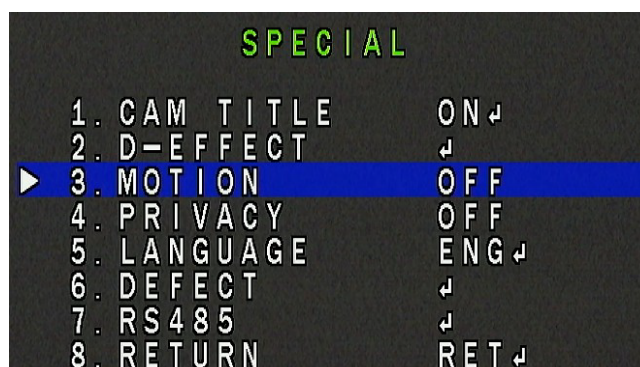 SPECIAL
1. CAM TITLE ON↲
2. D-EFFECT ↲
3. MOTION OFF
4. PRIVACY OFF
5. LANGUAGE ENG↲
6. DEFECT ↲
7. RS485 ↲
8. RETURN RET↲